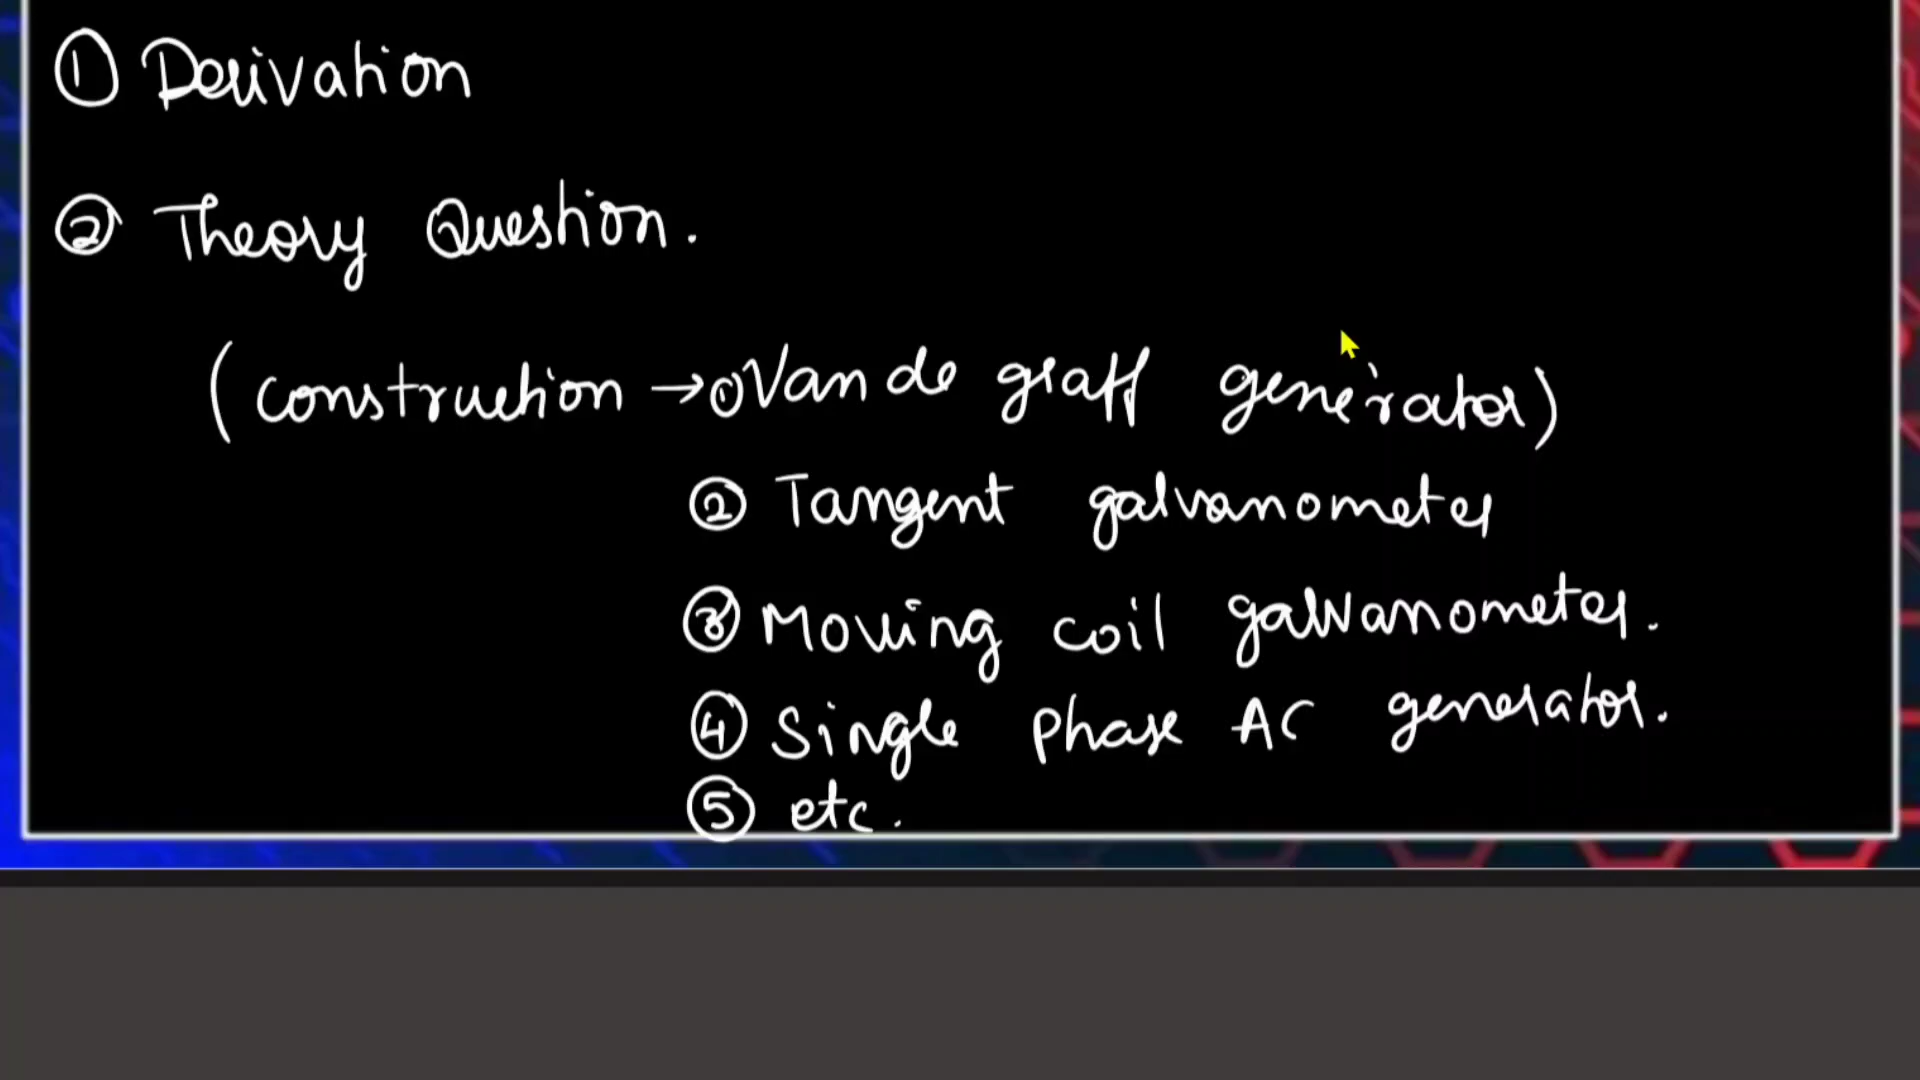 ① Derivation
② Theory Question.
(construction → ① Van de graff generator)
② Tangent galvanometer
③ Moving coil galvanometer.
④ Single phase AC generator.
⑤ etc.